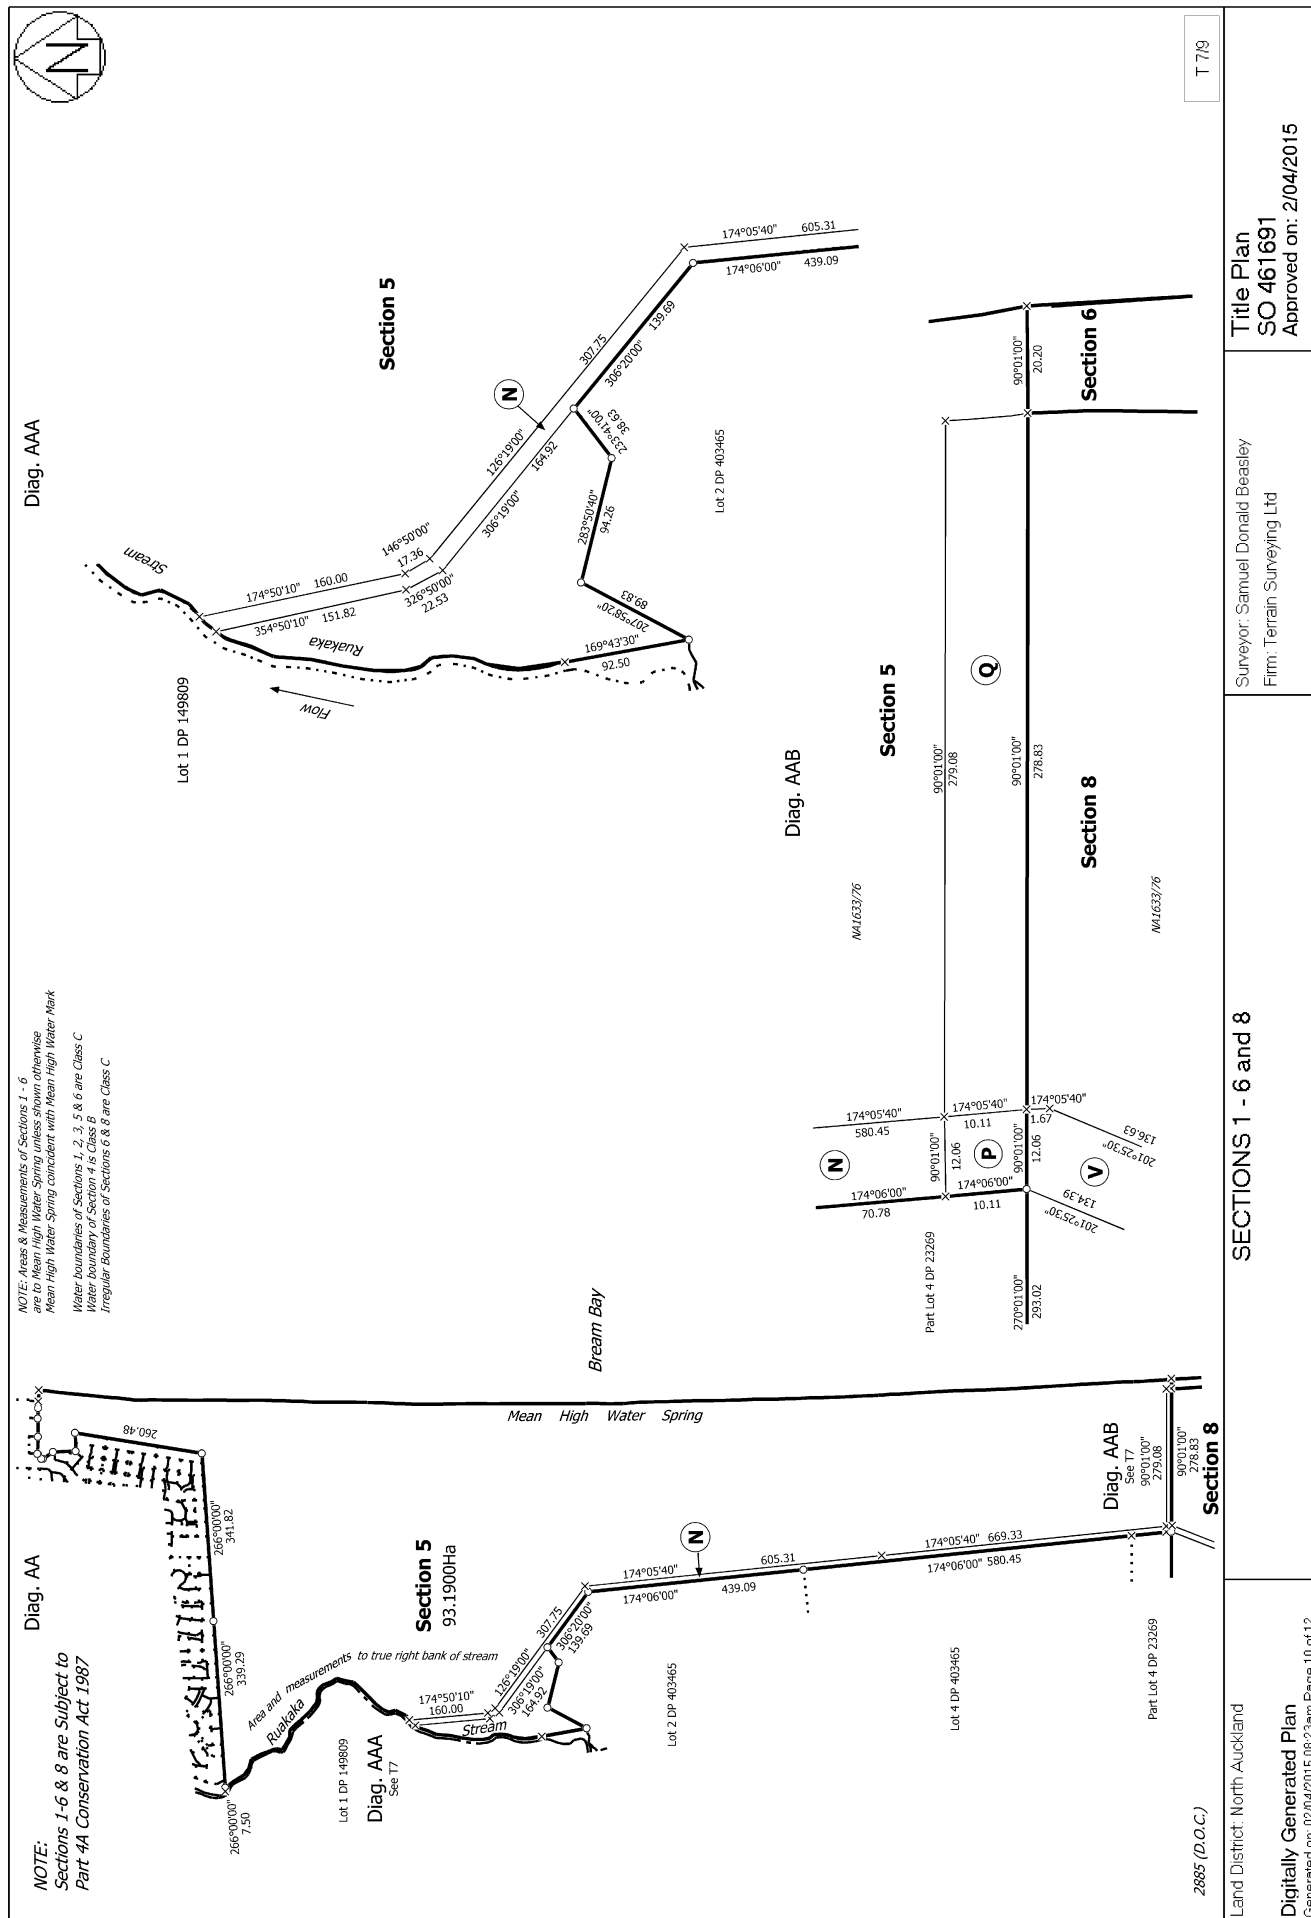 NOTE:
Sections 1-6 & 8 are Subject to
Part 4A Conservation Act 1987
Diag. AA
260.48
266°00'00"
341.82
266°00'00"
339.29
266°00'00"
7.50
Area and measurements to true right bank of stream
Ruakaka
Stream
Lot 1 DP 149809
Diag. AAA
See T7
Section 5
93.1900Ha
174°50'10"
160.00
126°19'00"
307.75
306°19'00"
164.92
306°20'00"
139.69
174°05'40"
605.31
174°06'00"
439.09
N
174°05'40" 669.33
174°06'00" 580.45
Mean High Water Spring
Bream Bay
Lot 2 DP 403465
Lot 4 DP 403465
Part Lot 4 DP 23269
Diag. AAB
See T7
90°01'00"
279.08
90°01'00"
278.83
Section 8
2885 (D.O.C.)
NOTE: Areas & Measuements of Sections 1 - 6
are to Mean High Water Spring unless shown otherwise
Mean High Water Spring coincident with Mean High Water Mark
Water boundaries of Sections 1, 2, 3, 5 & 6 are Class C
Water boundary of Section 4 is Class B
Irregular Boundaries of Sections 6 & 8 are Class C
Diag. AAA
Stream
Ruakaka
Flow
Lot 1 DP 149809
174°50'10" 160.00
354°50'10" 151.82
146°50'00"
17.36
326°50'00"
22.53
126°19'00"
307.75
306°19'00"
164.92
N
Section 5
306°20'00"
139.69
233°41'00"
38.63
283°50'40"
94.26
207°58'20"
89.83
169°43'30"
92.50
174°05'40" 605.31
174°06'00" 439.09
Lot 2 DP 403465
Diag. AAB
Section 5
NA1633/76
174°05'40"
580.45
N
174°06'00"
70.78
90°01'00"
12.06
174°05'40"
10.11
P
174°06'00"
10.11
90°01'00"
12.06
174°05'40"
1.67
90°01'00"
279.08
Q
90°01'00"
278.83
90°01'00"
20.20
Section 6
Section 8
NA1633/76
V
201°25'30"
136.63
201°25'30"
134.39
Part Lot 4 DP 23269
270°01'00"
293.02
T 7/9
Land District: North Auckland
Digitally Generated Plan
Generated on: 02/04/2015 08:23am Page 10 of 12
SECTIONS 1 - 6 and 8
Surveyor: Samuel Donald Beasley
Firm: Terrain Surveying Ltd
Title Plan
SO 461691
Approved on: 2/04/2015
N